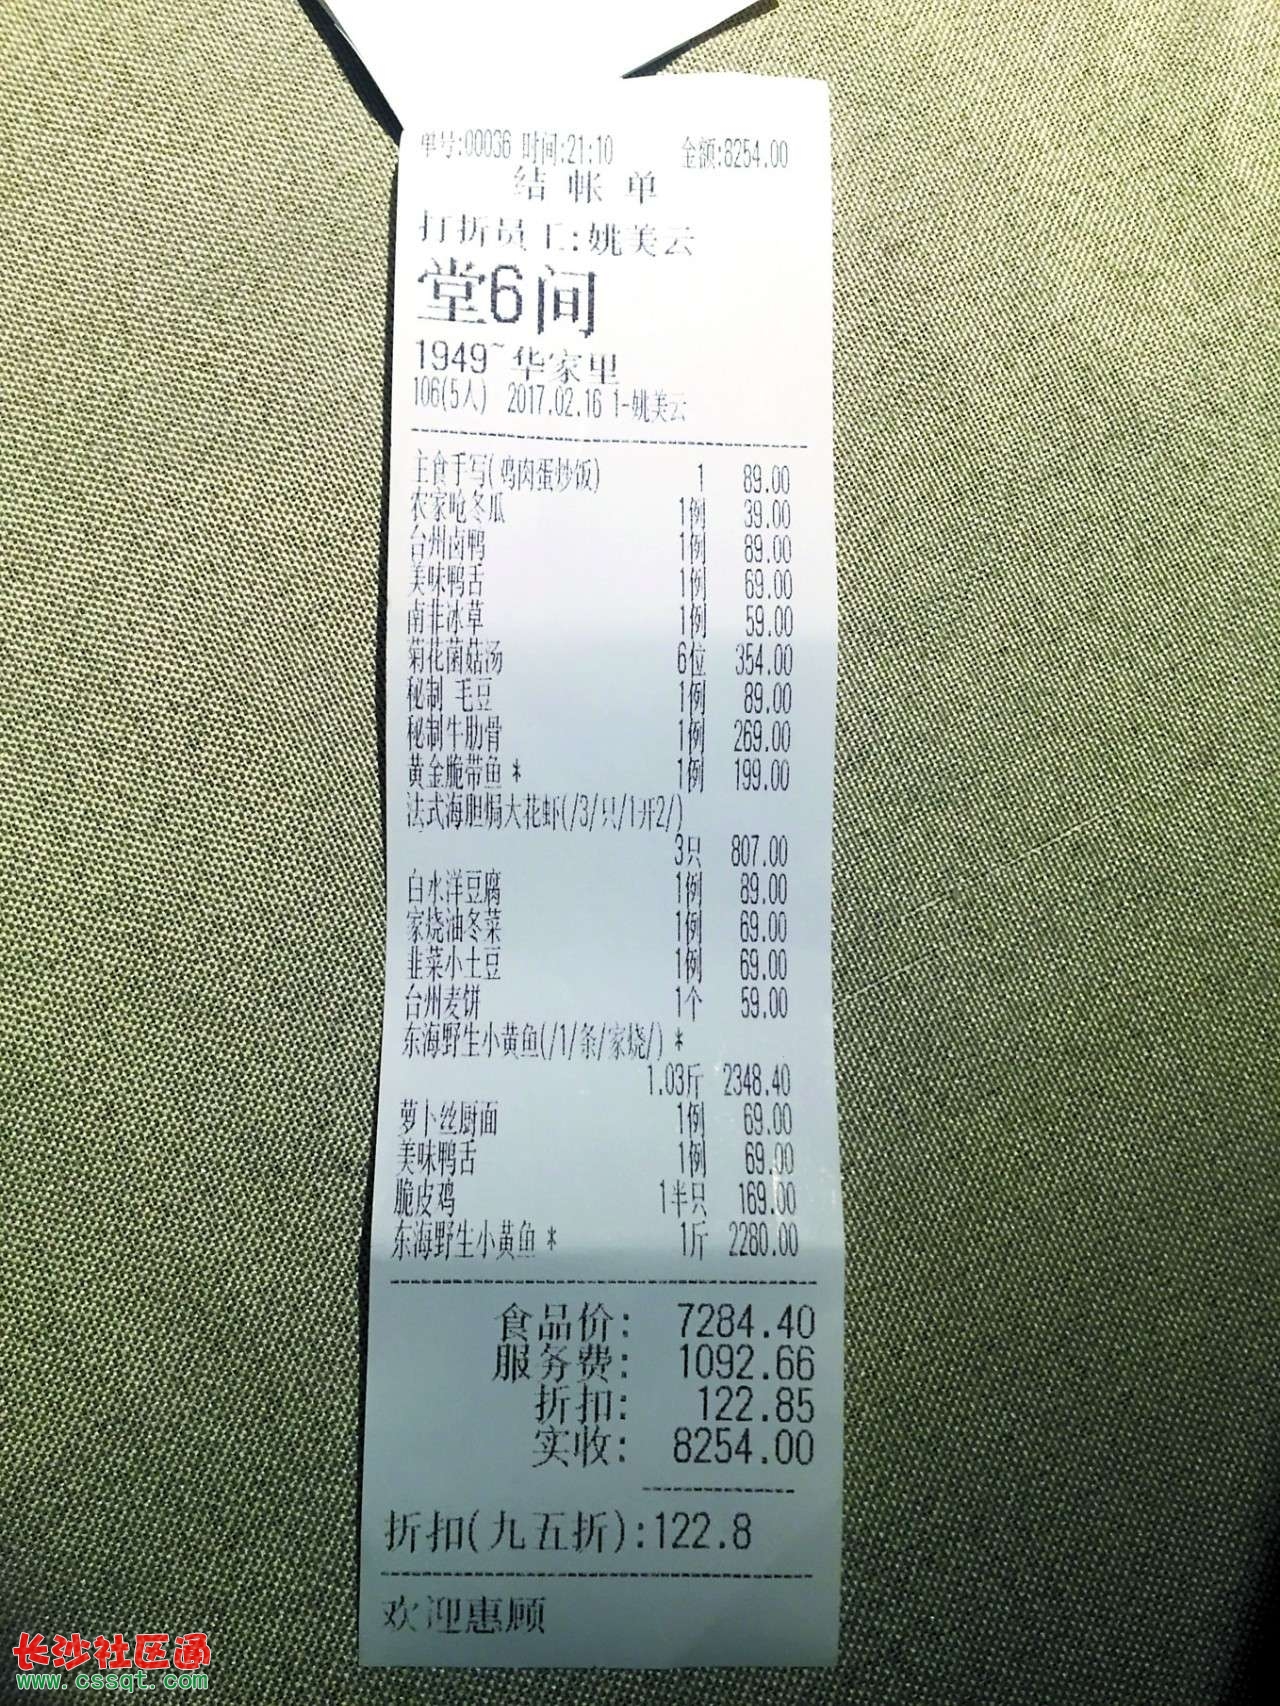 单号:00036 时间:21:10 金额:8254.00
结 帐 单
打折员工:姚美云
堂6间
1949~华家里
106(5人) 2017.02.16 1-姚美云
主食手写(鸡肉蛋炒饭) 1 89.00
农家呛冬瓜 1例 39.00
台州卤鸭 1例 89.00
美味鸭舌 1例 69.00
南非冰草 1例 59.00
菊花菌菇汤 6位 354.00
秘制 毛豆 1例 89.00
秘制牛肋骨 1例 269.00
黄金脆带鱼 * 1例 199.00
法式海胆焗大花虾(/3/只/1开2/)
3只 807.00
白水洋豆腐 1例 89.00
家烧油冬菜 1例 69.00
韭菜小土豆 1例 69.00
台州麦饼 1个 59.00
东海野生小黄鱼(/1/条/家烧/) *
1.03斤 2348.40
萝卜丝厨面 1例 69.00
美味鸭舌 1例 69.00
脆皮鸡 1半只 169.00
东海野生小黄鱼 * 1斤 2280.00
食品价: 7284.40
服务费: 1092.66
折扣: 122.85
实收: 8254.00
折扣(九五折):122.8
欢迎惠顾
长沙社区通
www.cssqt.com